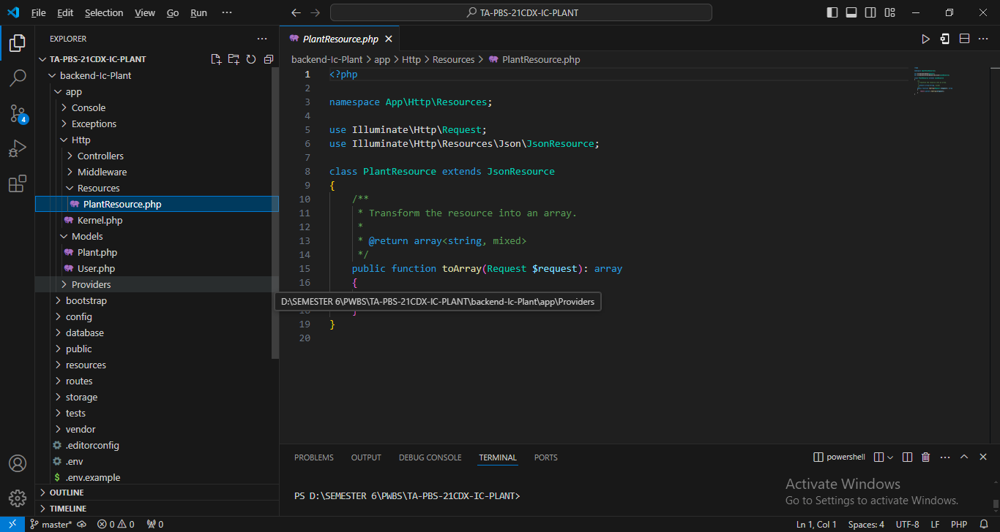 File Edit Selection View Go Run ···
TA-PBS-21CDX-IC-PLANT
EXPLORER
TA-PBS-21CDX-IC-PLANT
backend-Ic-Plant
app
Console
Exceptions
Http
Controllers
Middleware
Resources
PlantResource.php
Kernel.php
Models
Plant.php
User.php
Providers
bootstrap
config
database
public
resources
routes
storage
tests
vendor
.editorconfig
.env
$ .env.example
OUTLINE
TIMELINE
4
PlantResource.php
backend-Ic-Plant > app > Http > Resources > PlantResource.php
1 <?php
2
3 namespace App\Http\Resources;
4
5 use Illuminate\Http\Request;
6 use Illuminate\Http\Resources\Json\JsonResource;
7
8 class PlantResource extends JsonResource
9 {
10 /**
11 * Transform the resource into an array.
12 *
13 * @return array<string, mixed>
14 */
15 public function toArray(Request $request): array
16 {
D:\SEMESTER 6\PWBS\TA-PBS-21CDX-IC-PLANT\backend-Ic-Plant\app\Providers
18 }
19 }
20
PROBLEMS OUTPUT DEBUG CONSOLE TERMINAL PORTS
powershell
PS D:\SEMESTER 6\PWBS\TA-PBS-21CDX-IC-PLANT>
Activate Windows
Go to Settings to activate Windows.
master* 0 0 0
Ln 1, Col 1 Spaces: 4 UTF-8 LF PHP